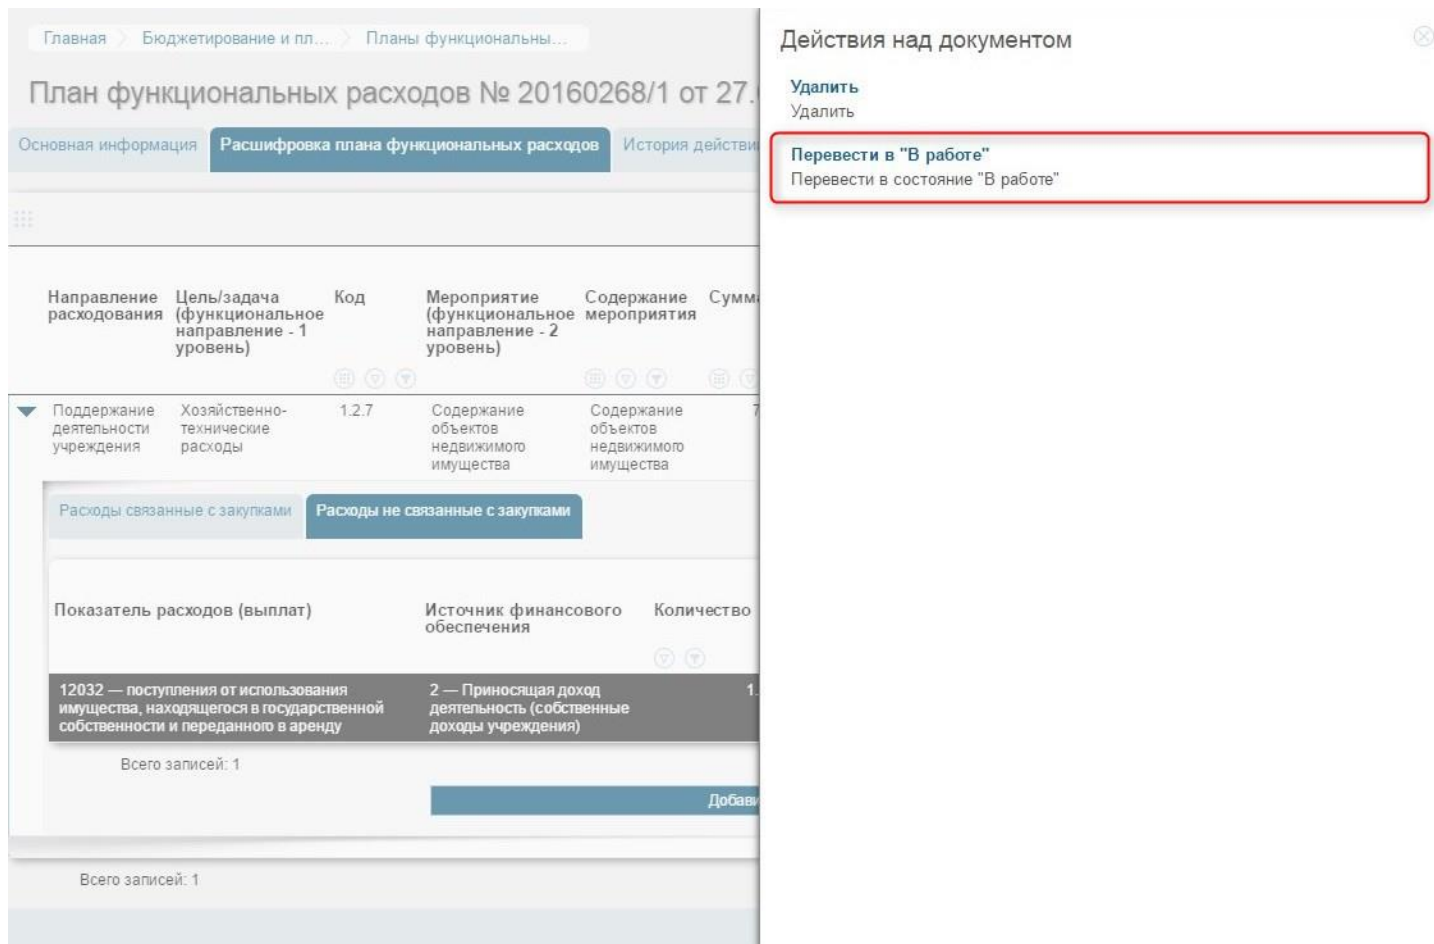 Главная Бюджетирование и пл... Планы функциональны...
План функциональных расходов № 20160268/1 от 27.
Основная информация Расшифровка плана функциональных расходов История действи
Направление расходования
Цель/задача (функциональное направление - 1 уровень)
Код
Мероприятие (функциональное направление - 2 уровень)
Содержание мероприятия
Сумма
Поддержание деятельности учреждения
Хозяйственно-технические расходы
1.2.7
Содержание объектов недвижимого имущества
Содержание объектов недвижимого имущества
7
Расходы связанные с закупками Расходы не связанные с закупками
Показатель расходов (выплат)
Источник финансового обеспечения
Количество
12032 — поступления от использования
имущества, находящегося в государственной
собственности и переданного в аренду
2 — Приносящая доход
деятельность (собственные
доходы учреждения)
1.
Всего записей: 1
Добави
Всего записей: 1
Действия над документом
Удалить
Удалить
Перевести в "В работе"
Перевести в состояние "В работе"